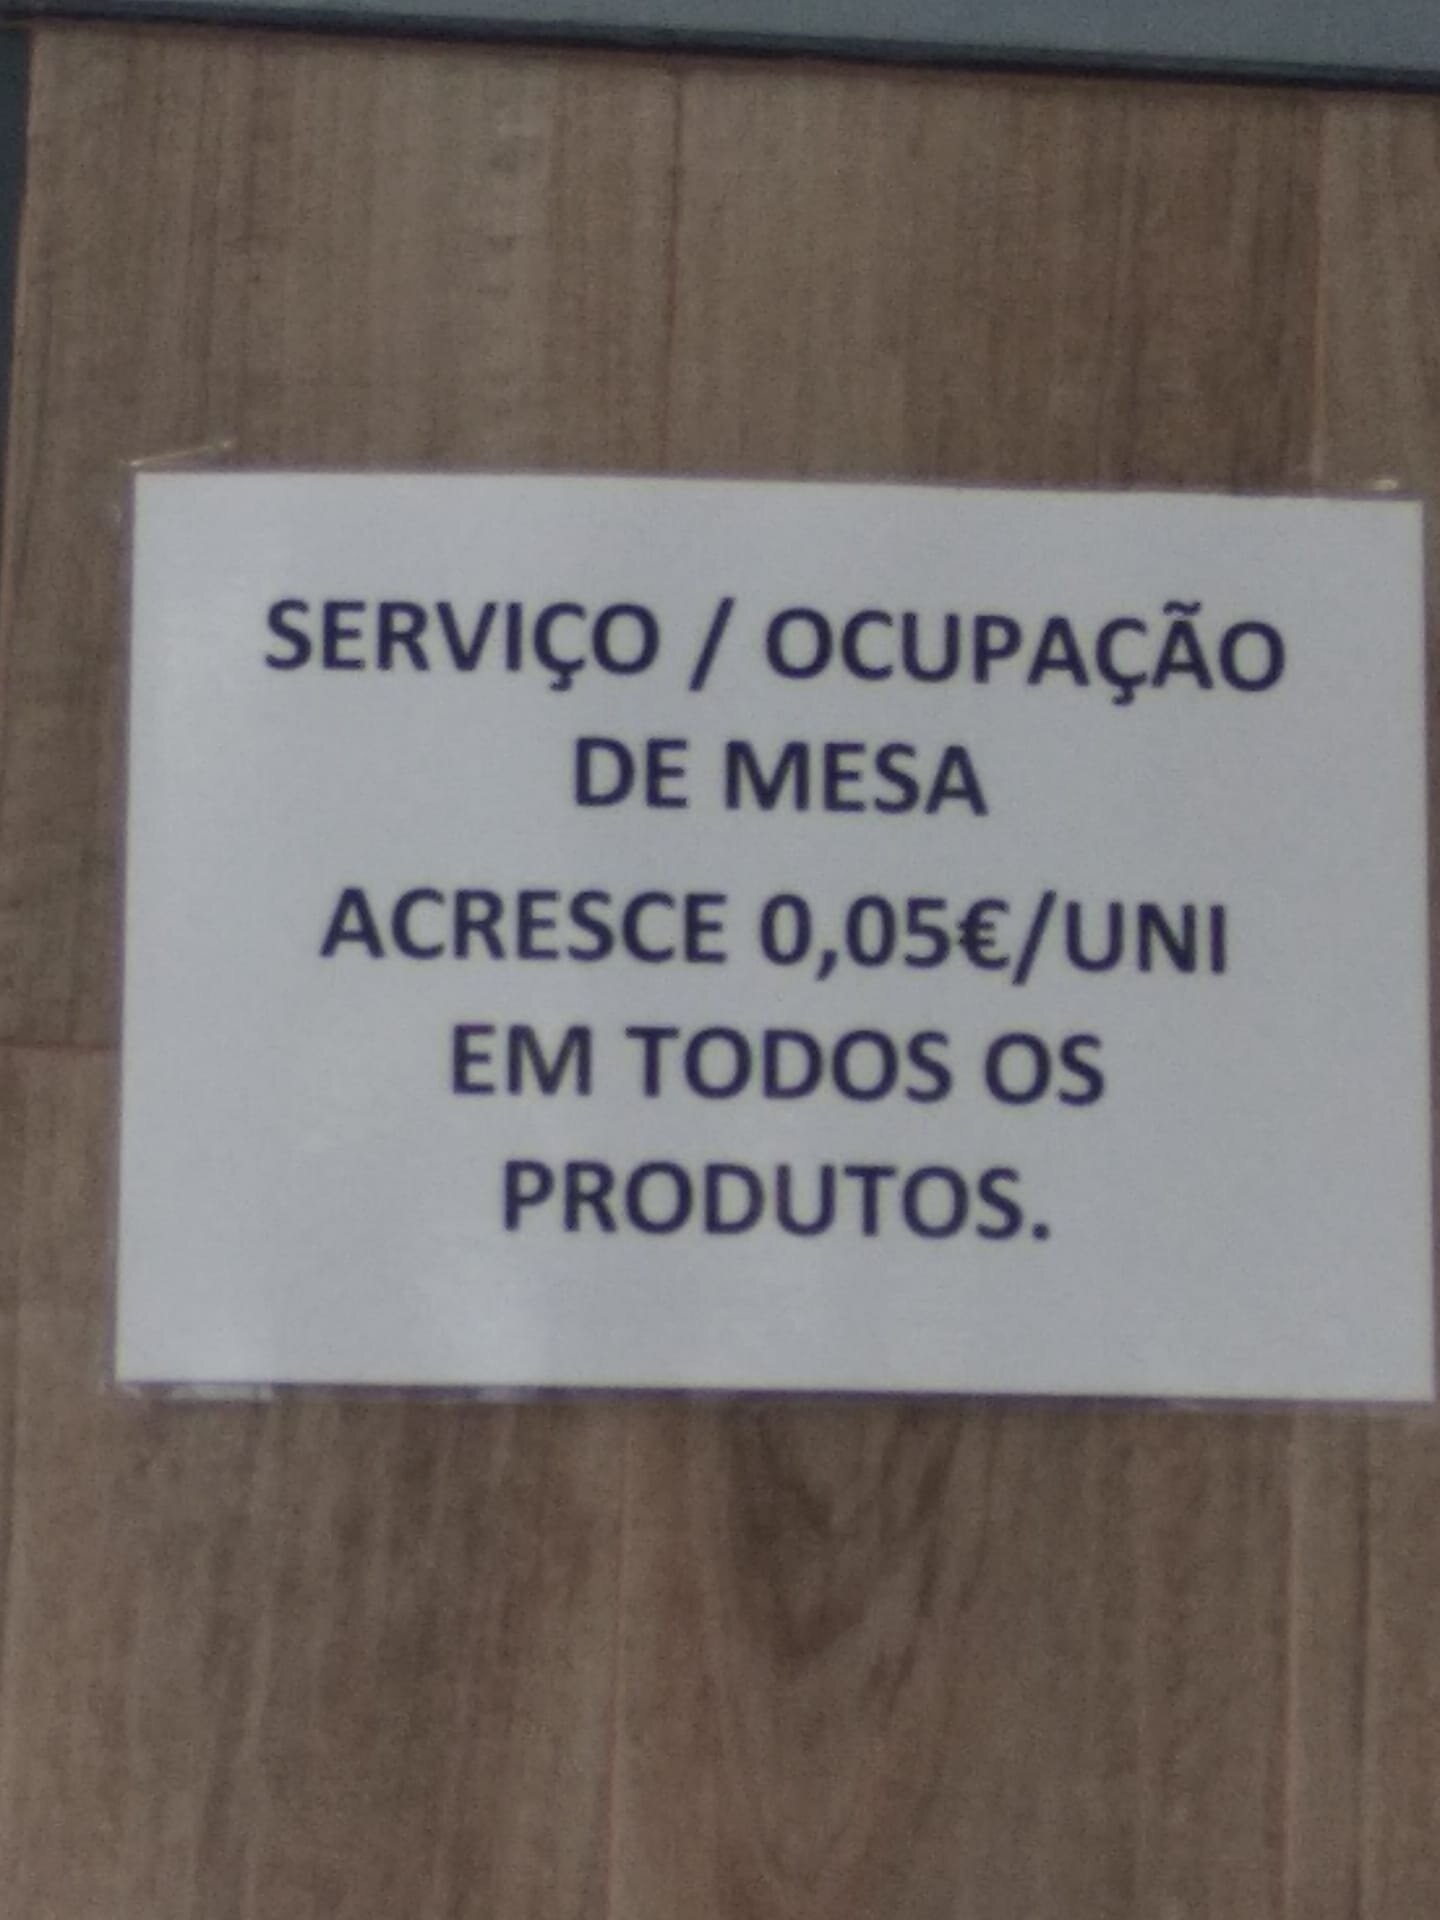 SERVIÇO / OCUPAÇÃO
DE MESA
ACRESCE 0,05€/UNI
EM TODOS OS
PRODUTOS.